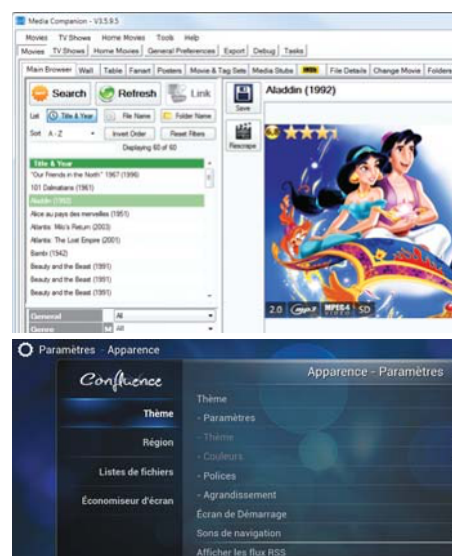 Media Companion - V3.5.9.5
Movies TV Shows Home Movies Tools Help
Movies TV Shows Home Movies General Preferences Export Debug Tasks
Main Browser Wall Table Fanart Posters Movie & Tag Sets Media Stubs IMDb File Details Change Movie Folders
Search Refresh Link
Save
Aladdin (1992)
List Title & Year File Name Folder Name
Sort A - Z Invert Order Reset Filters
Rescrape
Displaying 60 of 60
Title & Year
"Our Friends in the North" 1967 (1996)
101 Dalmatians (1961)
Aladdin (1992)
Alice au pays des merveilles (1951)
Atlantis: Milo's Return (2003)
Atlantis: The Lost Empire (2001)
Bambi (1942)
Beauty and the Beast (1991)
Beauty and the Beast (1991)
Beauty and the Beast (1991)
General All
Genre M All
2.0 MPEG4 VIDEO SD
Paramètres - Apparence
Confluence
Apparence - Paramètres
Thème
Région
Listes de fichiers
Économiseur d'écran
Thème
- Paramètres
- Thème
- Couleurs
- Polices
- Agrandissement
Écran de Démarrage
Sons de navigation
Afficher les flux RSS